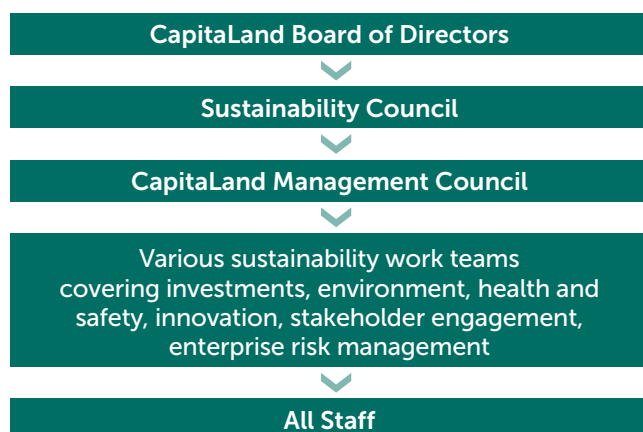 CapitaLand Board of Directors
Sustainability Council
CapitaLand Management Council
Various sustainability work teams
covering investments, environment, health and
safety, innovation, stakeholder engagement,
enterprise risk management
All Staff